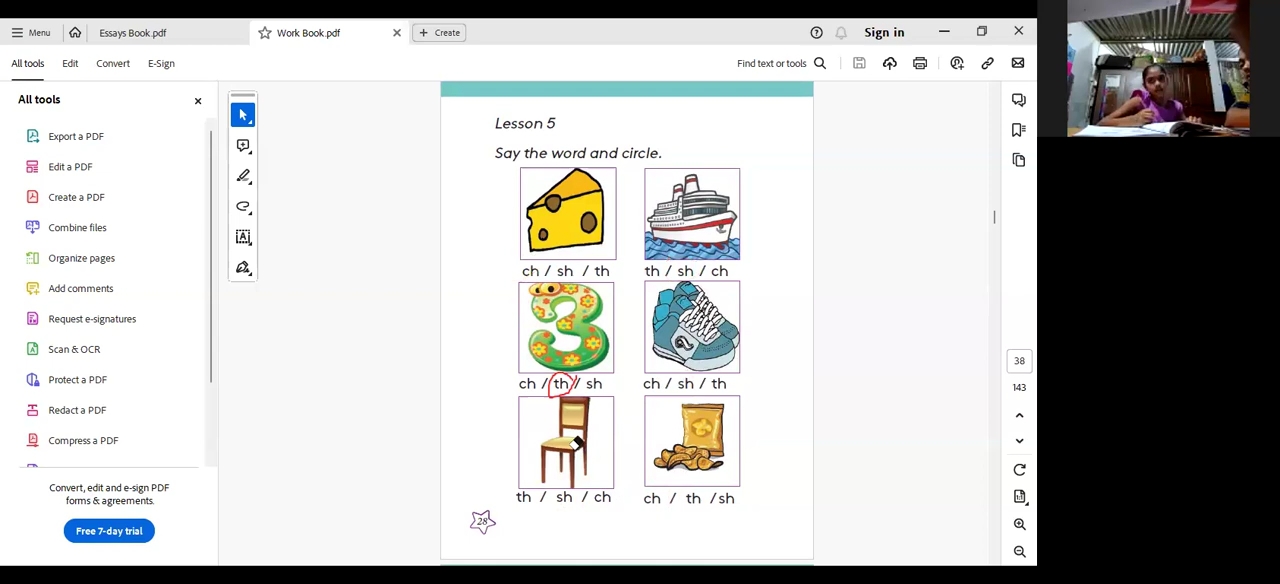 Menu
Essays Book.pdf
Work Book.pdf
Create
Sign in
All tools
Edit
Convert
E-Sign
Find text or tools
All tools
Export a PDF
Edit a PDF
Create a PDF
Combine files
Organize pages
Add comments
Request e-signatures
Scan & OCR
Protect a PDF
Redact a PDF
Compress a PDF
Convert, edit and e-sign PDF
forms & agreements.
Free 7-day trial
Lesson 5
Say the word and circle.
ch / sh / th
th / sh / ch
3
ch / th / sh
ch / sh / th
th / sh / ch
ch / th / sh
28
38
143